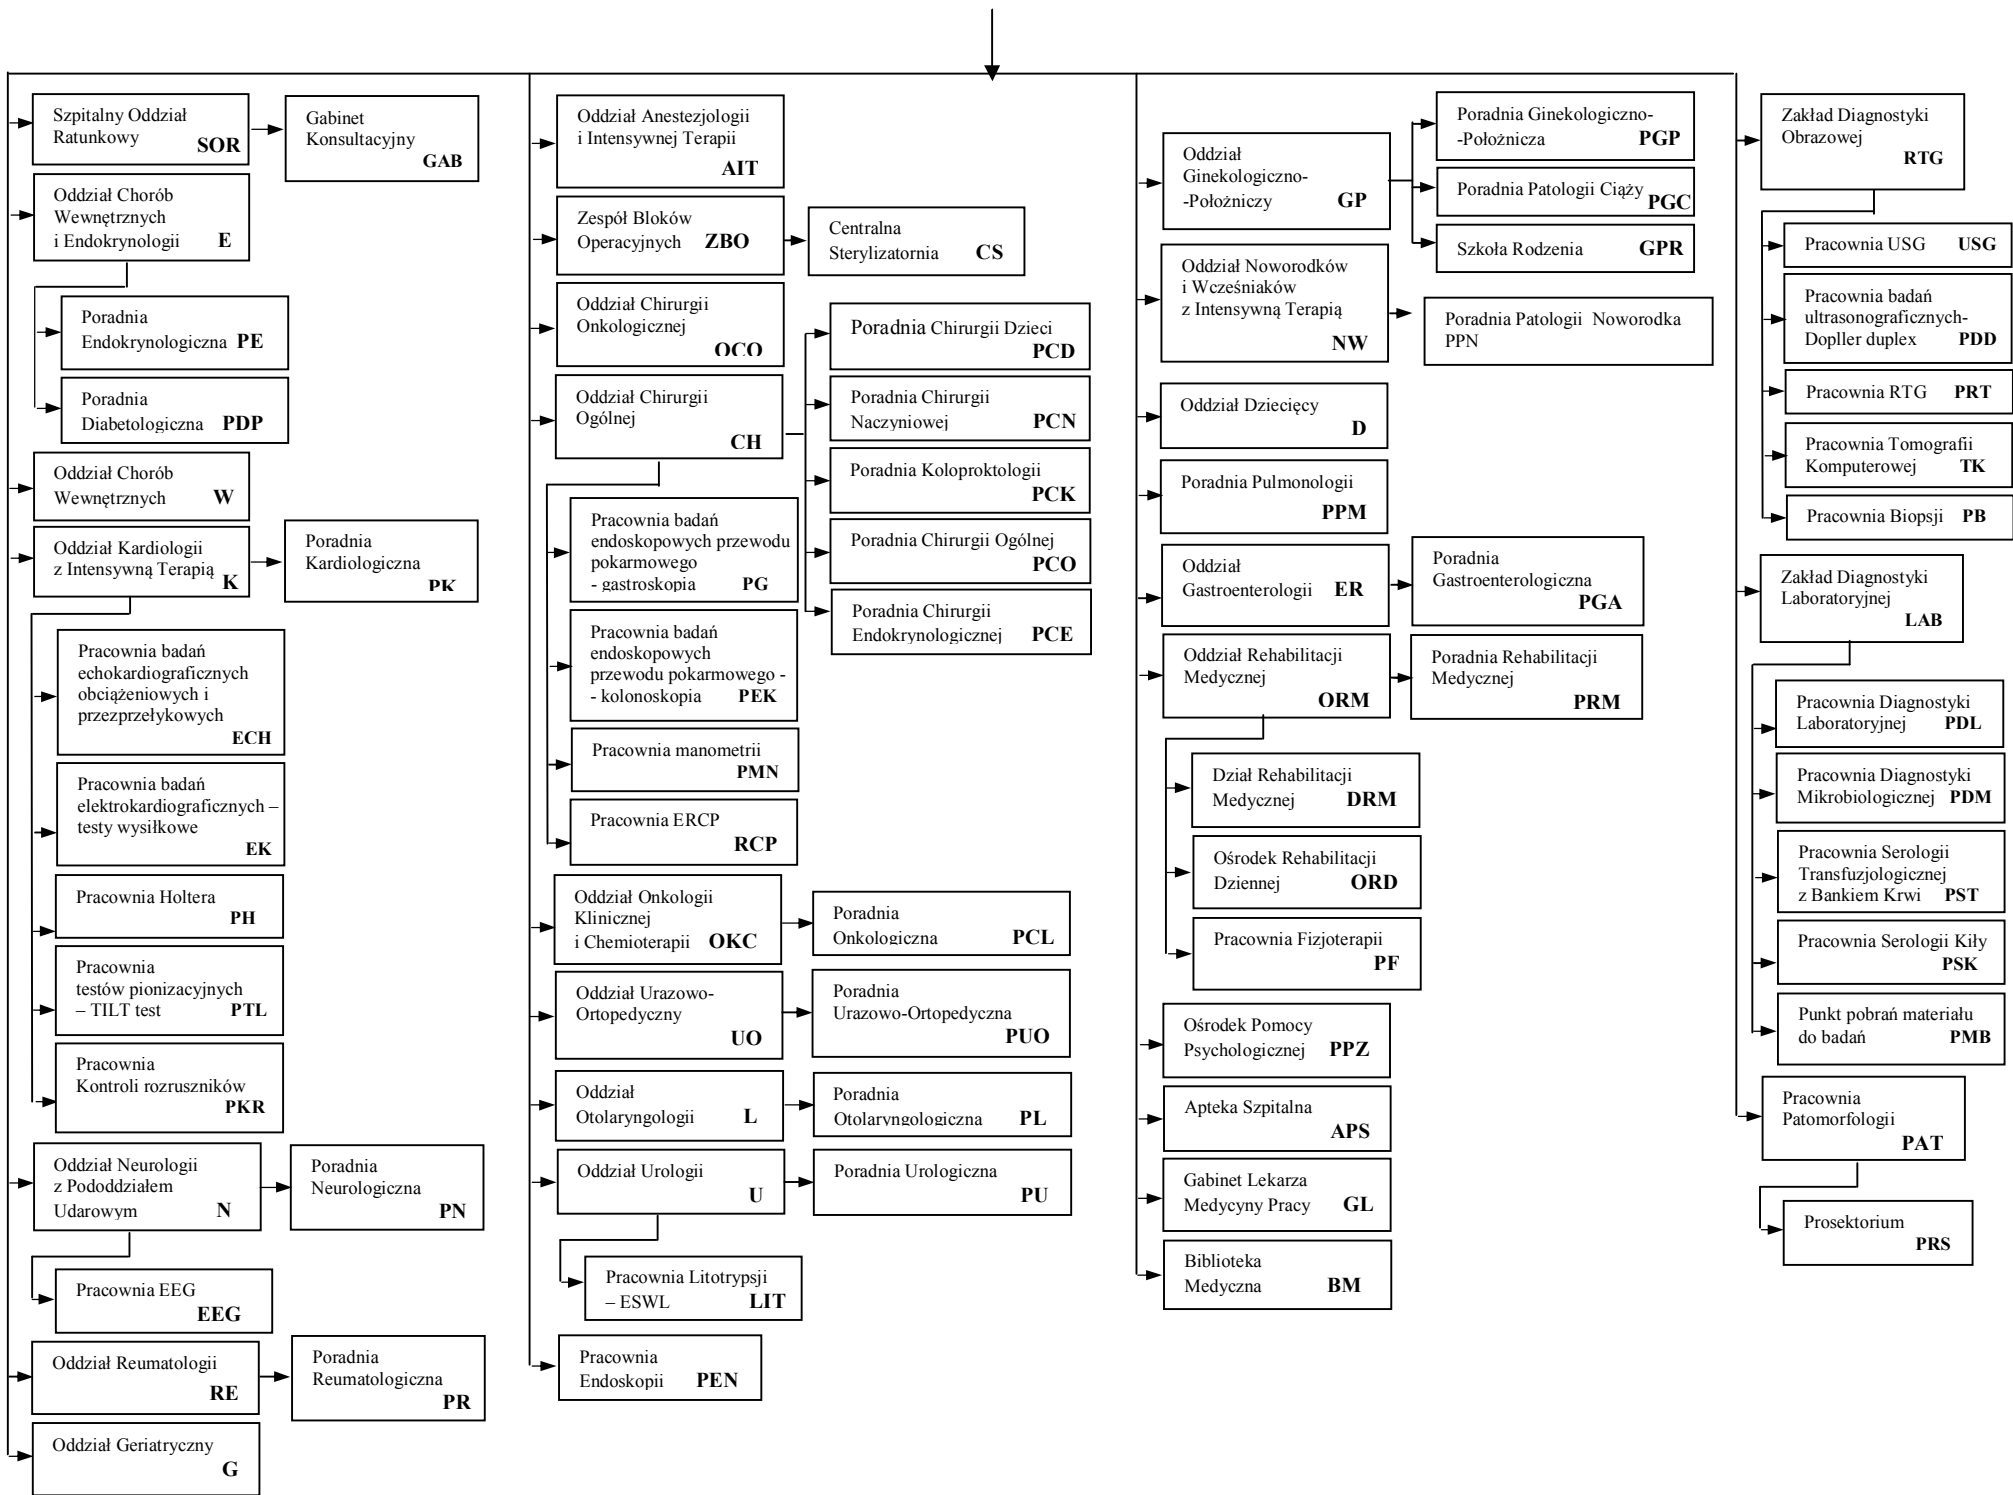 Szpitalny Oddział
Ratunkowy SOR
Gabinet
Konsultacyjny
GAB
Oddział Chorób
Wewnętrznych
i Endokrynologii E
Poradnia
Endokrynologiczna PE
Poradnia
Diabetologiczna PDP
Oddział Chorób
Wewnętrznych W
Oddział Kardiologii
z Intensywną Terapią K
Poradnia
Kardiologiczna
PK
Pracownia badań
echokardiograficznych
obciążeniowych i
przezprzełykowych
ECH
Pracownia badań
elektrokardiograficznych –
testy wysiłkowe
EK
Pracownia Holtera
PH
Pracownia
testów pionizacyjnych
– TILT test PTL
Pracownia
Kontroli rozruszników
PKR
Oddział Neurologii
z Pododdziałem
Udarowym N
Poradnia
Neurologiczna
PN
Pracownia EEG
EEG
Oddział Reumatologii
RE
Poradnia
Reumatologiczna
PR
Oddział Geriatryczny
G
Oddział Anestezjologii
i Intensywnej Terapii
AIT
Zespół Bloków
Operacyjnych ZBO
Centralna
Sterylizatornia CS
Oddział Chirurgii
Onkologicznej
OCO
Oddział Chirurgii
Ogólnej
CH
Poradnia Chirurgii Dzieci
PCD
Poradnia Chirurgii
Naczyniowej PCN
Poradnia Koloproktologii
PCK
Poradnia Chirurgii Ogólnej
PCO
Poradnia Chirurgii
Endokrynologicznej PCE
Pracownia badań
endoskopowych przewodu
pokarmowego
- gastroskopia PG
Pracownia badań
endoskopowych
przewodu pokarmowego -
- kolonoskopia PEK
Pracownia manometrii
PMN
Pracownia ERCP
RCP
Oddział Onkologii
Klinicznej
i Chemioterapii OKC
Poradnia
Onkologiczna PCL
Oddział Urazowo-
Ortopedyczny
UO
Poradnia
Urazowo-Ortopedyczna
PUO
Oddział
Otolaryngologii L
Poradnia
Otolaryngologiczna PL
Oddział Urologii
U
Poradnia Urologiczna
PU
Pracownia Litotrypsji
– ESWL LIT
Pracownia
Endoskopii PEN
Oddział
Ginekologiczno-
-Położniczy GP
Poradnia Ginekologiczno-
-Położnicza PGP
Poradnia Patologii Ciąży PGC
Szkoła Rodzenia GPR
Oddział Noworodków
i Wcześniaków
z Intensywną Terapią
NW
Poradnia Patologii Noworodka
PPN
Oddział Dziecięcy
D
Poradnia Pulmonologii
PPM
Oddział
Gastroenterologii ER
Poradnia
Gastroenterologiczna
PGA
Oddział Rehabilitacji
Medycznej
ORM
Poradnia Rehabilitacji
Medycznej
PRM
Dział Rehabilitacji
Medycznej DRM
Ośrodek Rehabilitacji
Dziennej ORD
Pracownia Fizjoterapii
PF
Ośrodek Pomocy
Psychologicznej PPZ
Apteka Szpitalna
APS
Gabinet Lekarza
Medycyny Pracy GL
Biblioteka
Medyczna BM
Zakład Diagnostyki
Obrazowej
RTG
Pracownia USG USG
Pracownia badań
ultrasonograficznych-
Dopller duplex PDD
Pracownia RTG PRT
Pracownia Tomografii
Komputerowej TK
Pracownia Biopsji PB
Zakład Diagnostyki
Laboratoryjnej
LAB
Pracownia Diagnostyki
Laboratoryjnej PDL
Pracownia Diagnostyki
Mikrobiologicznej PDM
Pracownia Serologii
Transfuzjologicznej
z Bankiem Krwi PST
Pracownia Serologii Kiły
PSK
Punkt pobrań materiału
do badań PMB
Pracownia
Patomorfologii
PAT
Prosektorium
PRS